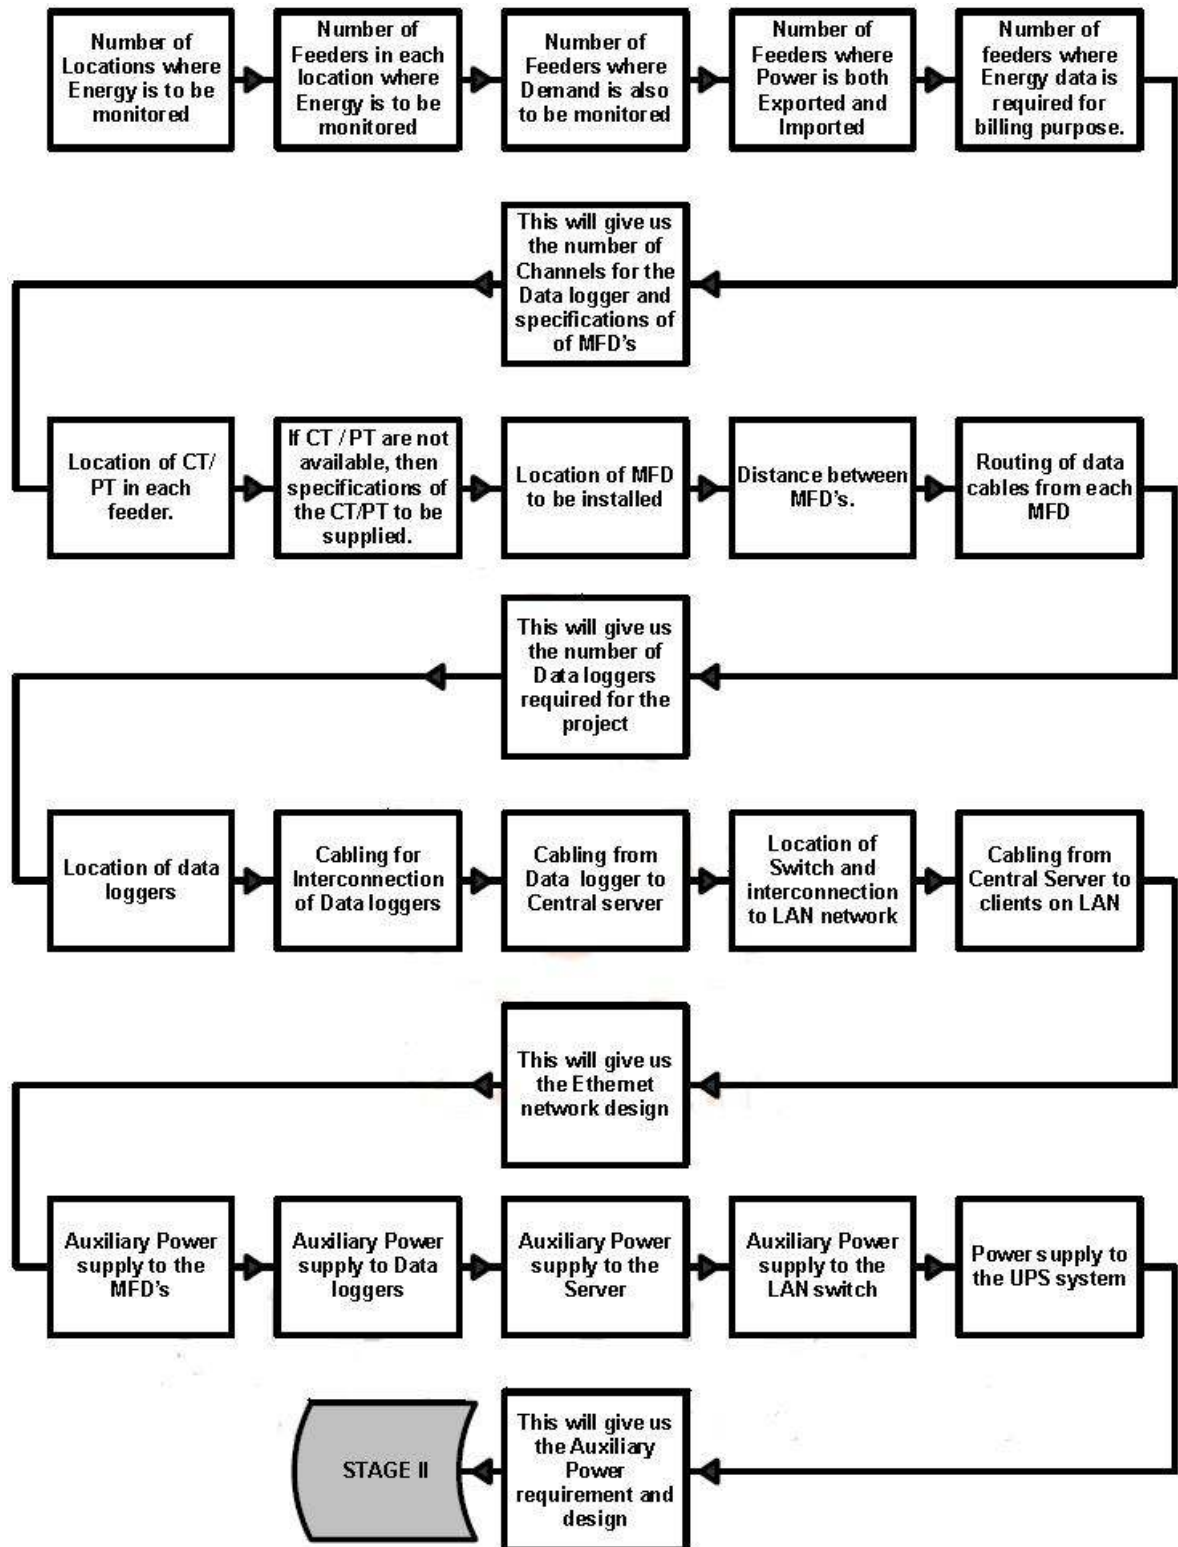 Number of
Locations where
Energy is to be
monitored
Number of
Feeders in each
location where
Energy is to be
monitored
Number of
Feeders where
Demand is also
to be monitored
Number of
Feeders where
Power is both
Exported and
Imported
Number of
feeders where
Energy data is
required for
billing purpose.
This will give us
the number of
Channels for the
Data logger and
specifications of
of MFD's
Location of CT/
PT in each
feeder.
If CT / PT are not
available, then
specifications of
the CT/PT to be
supplied.
Location of MFD
to be installed
Distance between
MFD's.
Routing of data
cables from each
MFD
This will give us
the number of
Data loggers
required for the
project
Location of data
loggers
Cabling for
Interconnection
of Data loggers
Cabling from
Data logger to
Central server
Location of
Switch and
interconnection
to LAN network
Cabling from
Central Server to
clients on LAN
This will give us
the Ethernet
network design
Auxiliary Power
supply to the
MFD's
Auxiliary Power
supply to Data
loggers
Auxiliary Power
supply to the
Server
Auxiliary Power
supply to the
LAN switch
Power supply to
the UPS system
This will give us
the Auxiliary
Power
requirement and
design
STAGE II